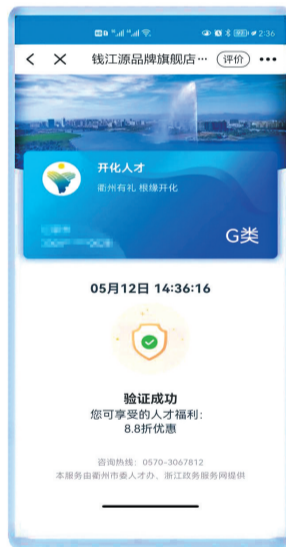 2:36
钱江源品牌旗舰店… 评价
开化人才
衢州有礼 根缘开化
G类
05月12日 14:36:16
验证成功
您可享受的人才福利：
8.8折优惠
咨询热线：0570-3067812
本服务由衢州市委人才办、浙江政务服务网提供